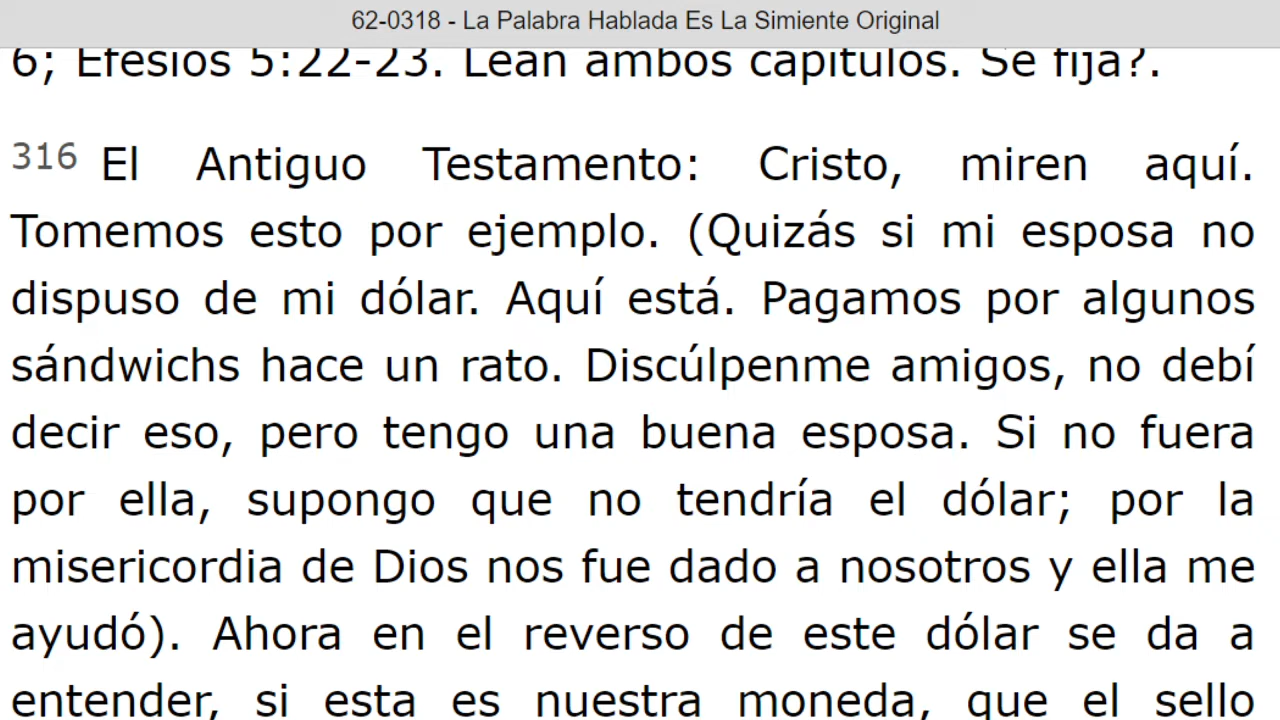 62-0318 - La Palabra Hablada Es La Simiente Original
6; Efesios 5:22-23. Lean ambos capítulos. Se fija?.
316 El Antiguo Testamento: Cristo, miren aquí.
Tomemos esto por ejemplo. (Quizás si mi esposa no
dispuso de mi dólar. Aquí está. Pagamos por algunos
sándwichs hace un rato. Discúlpenme amigos, no debí
decir eso, pero tengo una buena esposa. Si no fuera
por ella, supongo que no tendría el dólar; por la
misericordia de Dios nos fue dado a nosotros y ella me
ayudó). Ahora en el reverso de este dólar se da a
entender, si esta es nuestra moneda, que el sello